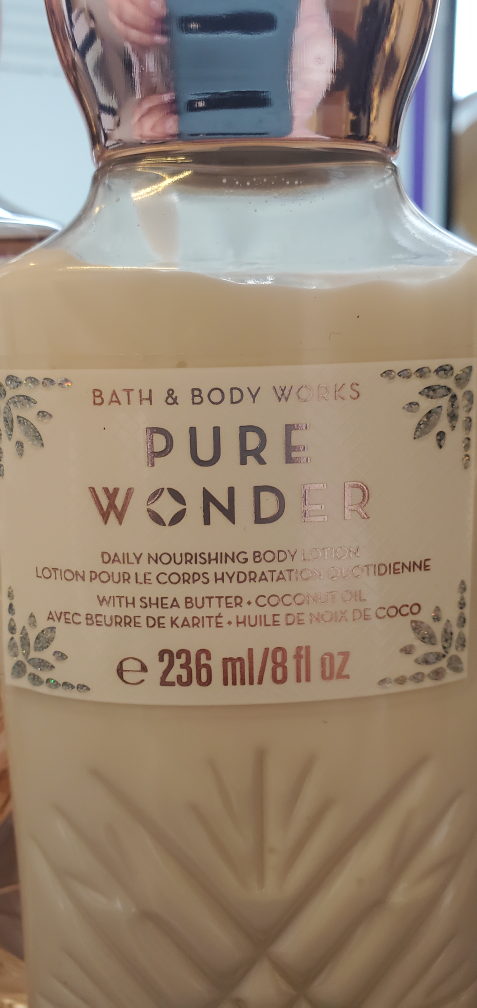 BATH & BODY WORKS
PURE
WONDER
DAILY NOURISHING BODY LOTION
LOTION POUR LE CORPS HYDRATATION QUOTIDIENNE
WITH SHEA BUTTER • COCONUT OIL
AVEC BEURRE DE KARITÉ • HUILE DE NOIX DE COCO
℮ 236 ml/8 fl oz